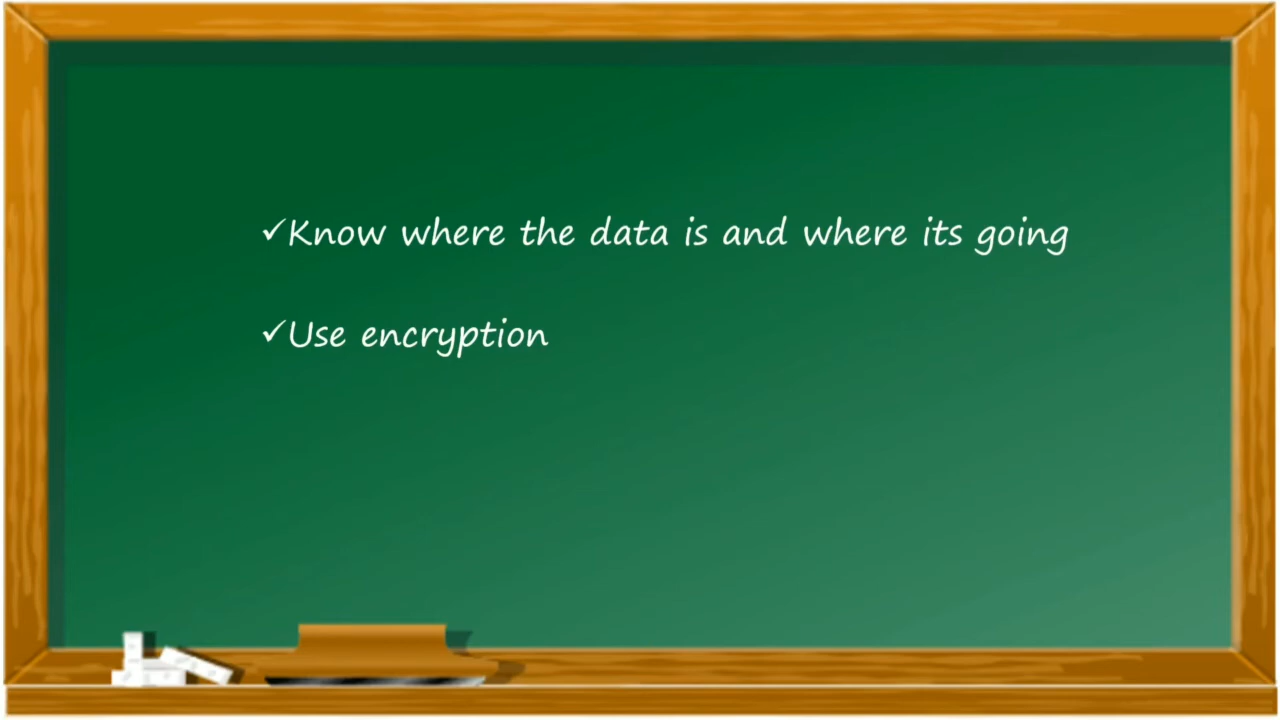 ✓Know where the data is and where its going
✓Use encryption